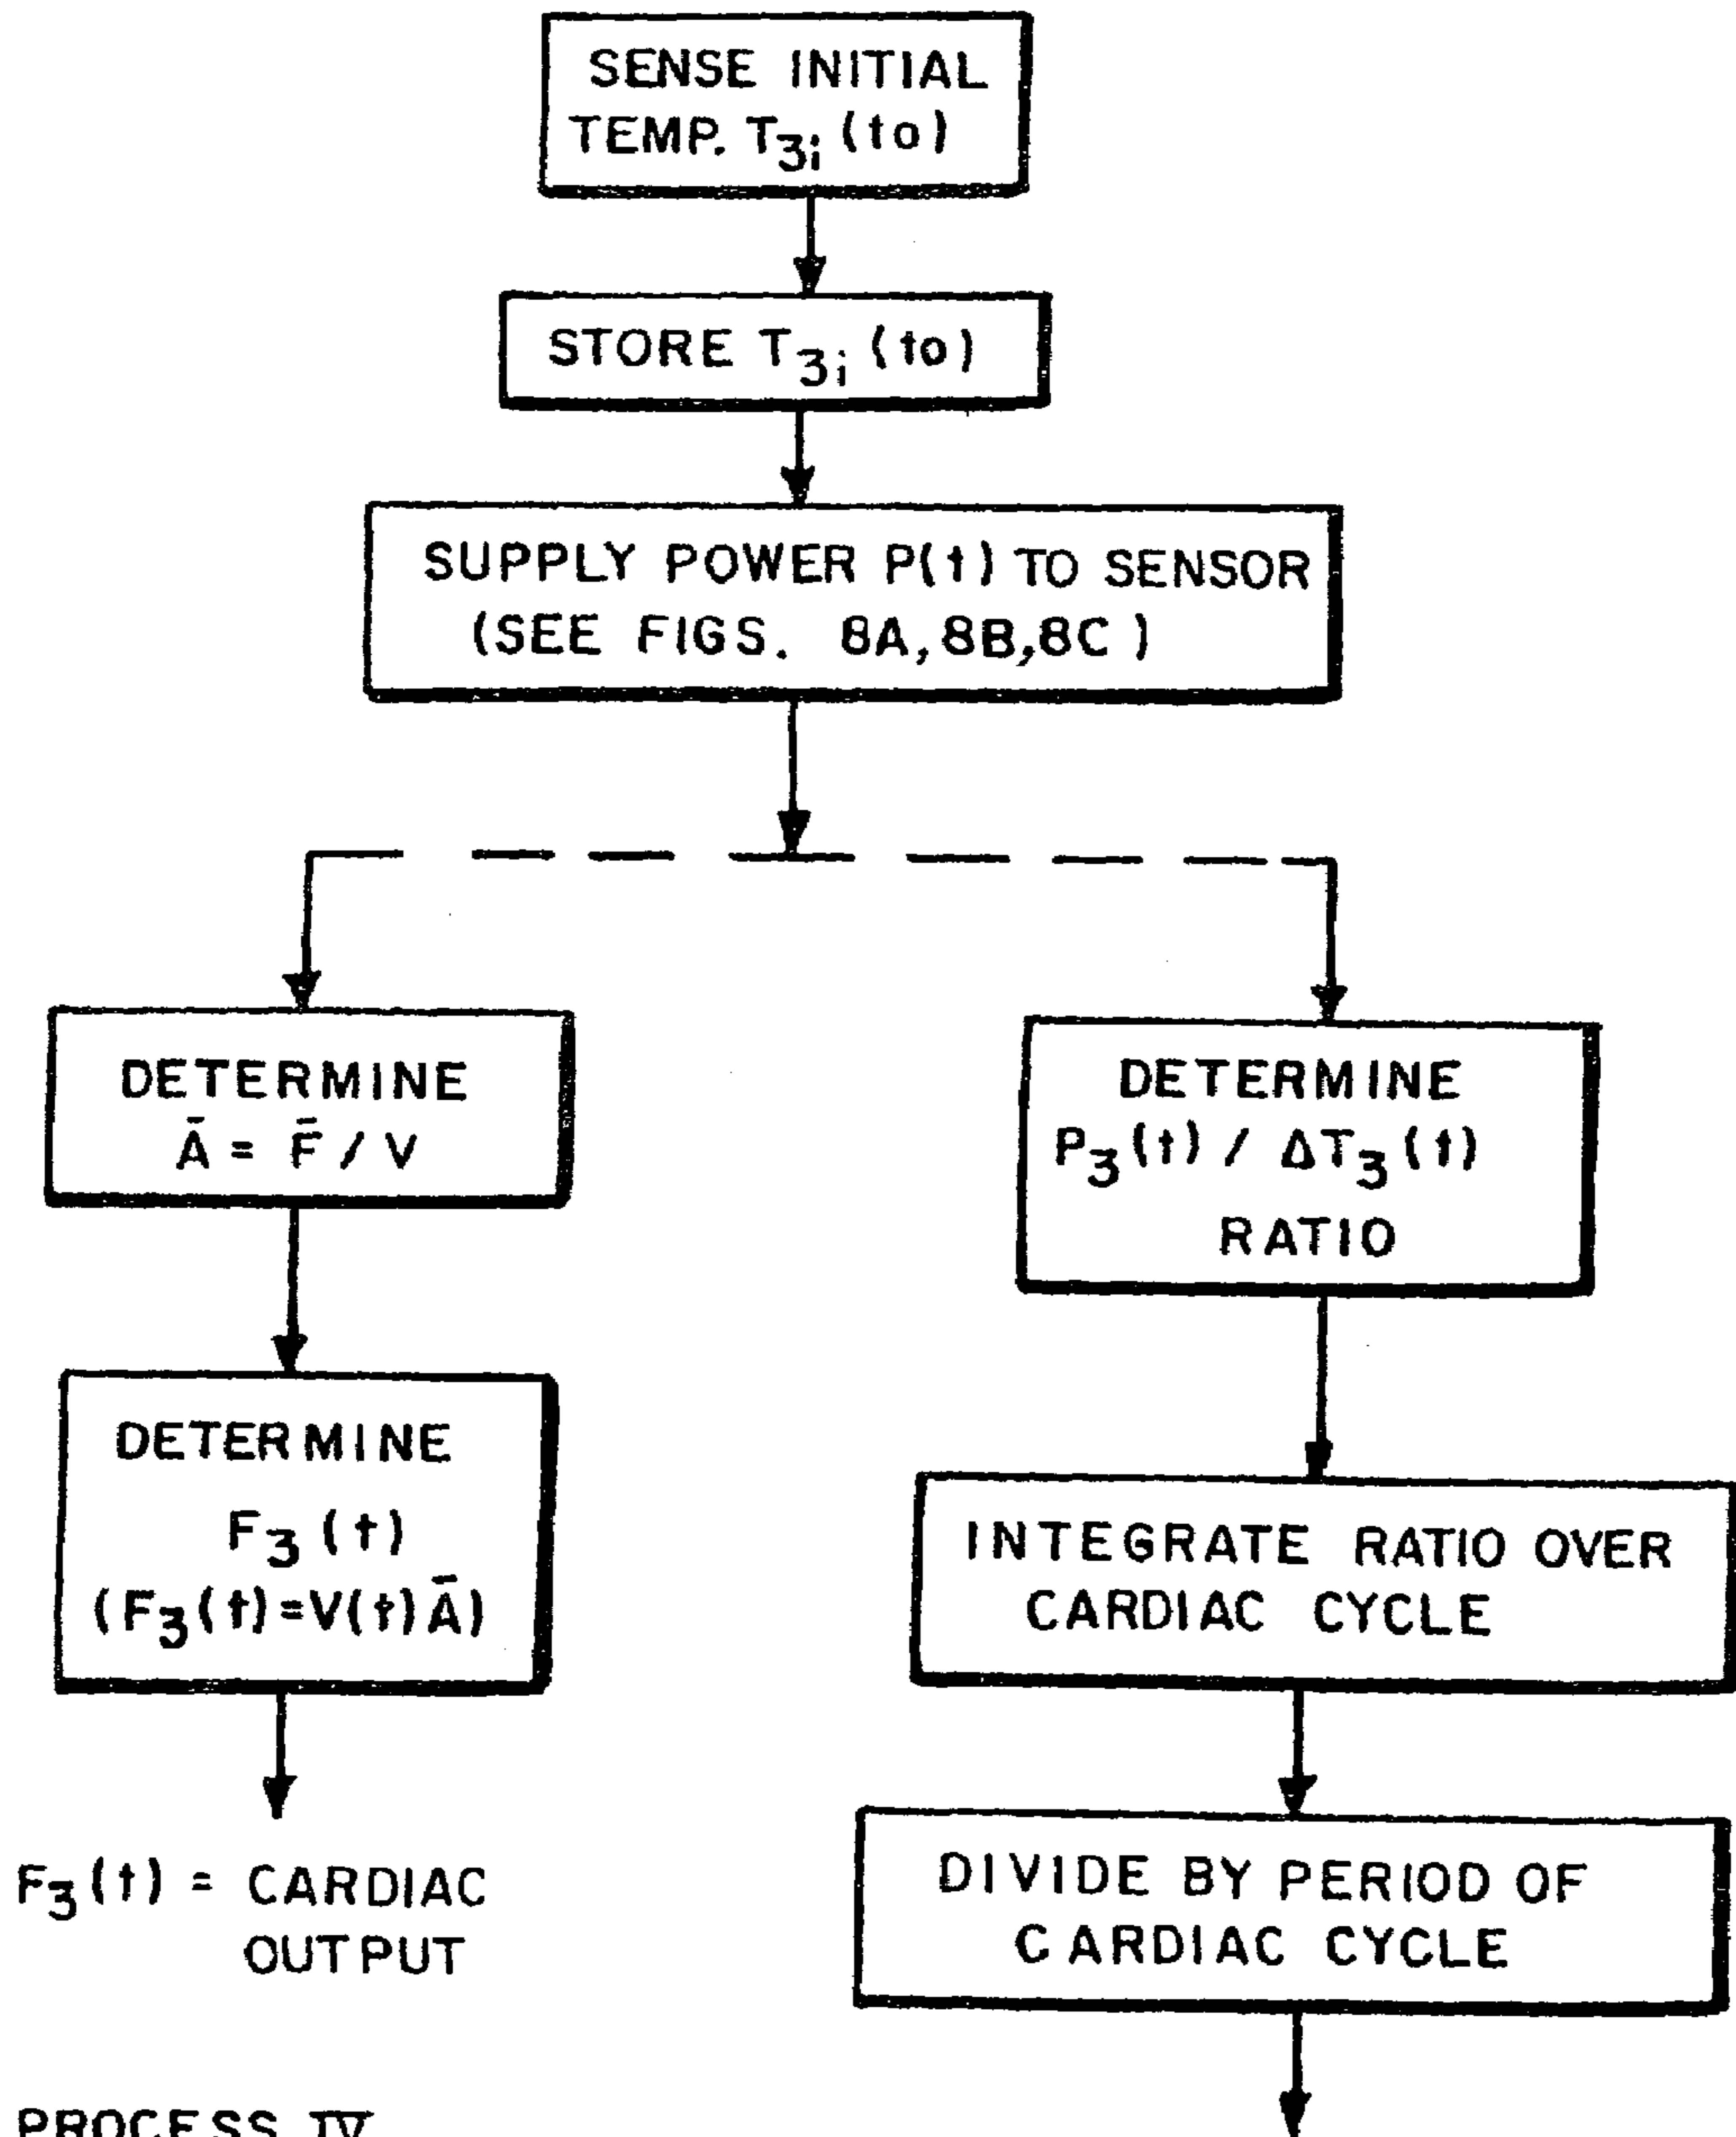 SENSE INITIAL
TEMP. T3i (to)
STORE T3i (to)
SUPPLY POWER P(t) TO SENSOR
(SEE FIGS. 8A, 8B, 8C )
DETERMINE
Ā = F̄ / V
DETERMINE
F3 (t)
(F3(t)=V(t)Ā)
F3(t) = CARDIAC
OUTPUT
PROCESS IV
DETERMINE
P3(t) / ΔT3(t)
RATIO
INTEGRATE RATIO OVER
CARDIAC CYCLE
DIVIDE BY PERIOD OF
CARDIAC CYCLE